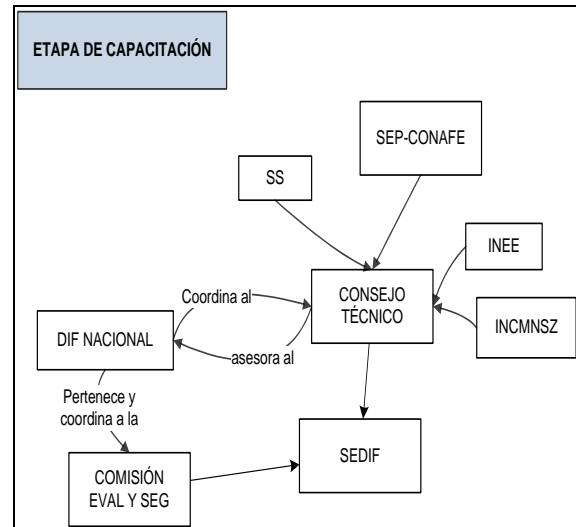 ETAPA DE CAPACITACIÓN
SEP-CONAFE
SS
INEE
Coordina al
CONSEJO
TÉCNICO
INCMNSZ
DIF NACIONAL
asesora al
Pertenece y
coordina a la
COMISIÓN
EVAL Y SEG
SEDIF